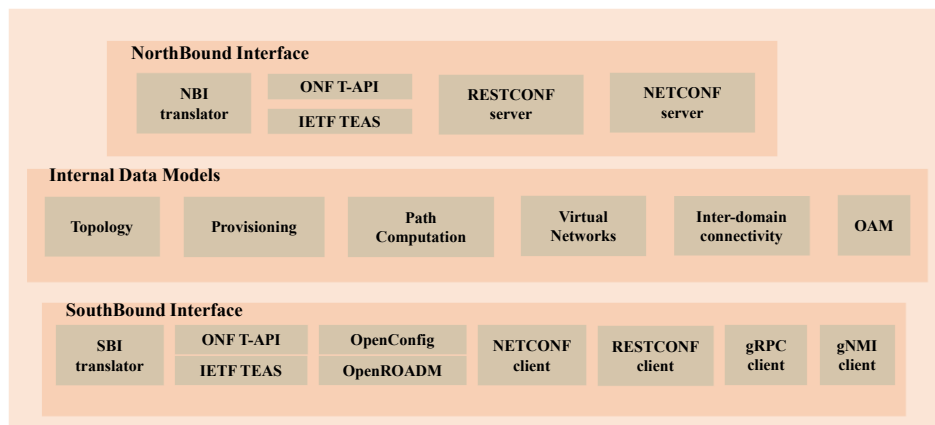 NorthBound Interface
NBI
translator
ONF T-API
IETF TEAS
RESTCONF
server
NETCONF
server
Internal Data Models
Topology
Provisioning
Path
Computation
Virtual
Networks
Inter-domain
connectivity
OAM
SouthBound Interface
SBI
translator
ONF T-API
IETF TEAS
OpenConfig
OpenROADM
NETCONF
client
RESTCONF
client
gRPC
client
gNMI
client